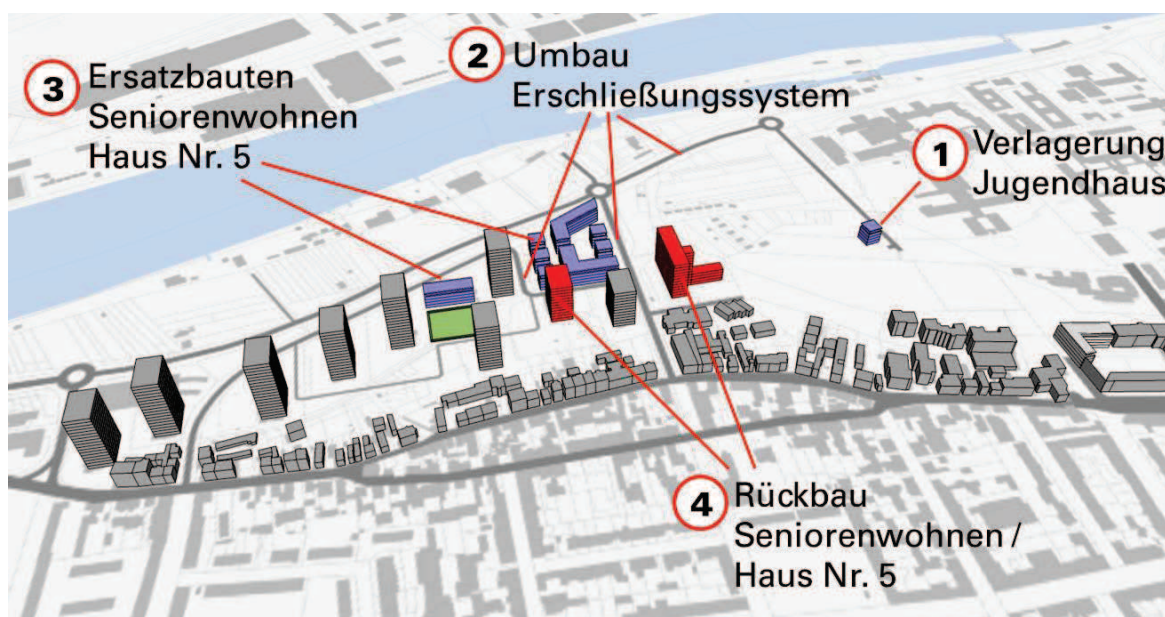 3 Ersatzbauten
Seniorenwohnen
Haus Nr. 5
2 Umbau
Erschließungssystem
1 Verlagerung
Jugendhaus
4 Rückbau
Seniorenwohnen /
Haus Nr. 5